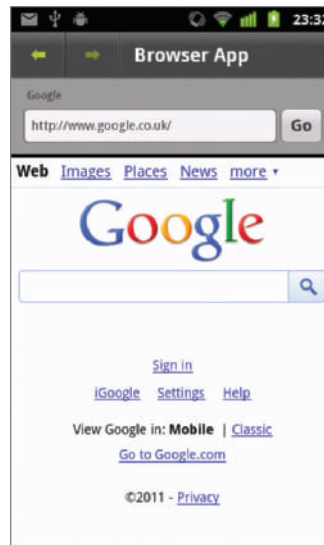 23:32
Browser App
Google
http://www.google.co.uk/ Go
Web Images Places News more
Google
Sign in
iGoogle Settings Help
View Google in: Mobile | Classic
Go to Google.com
©2011 - Privacy